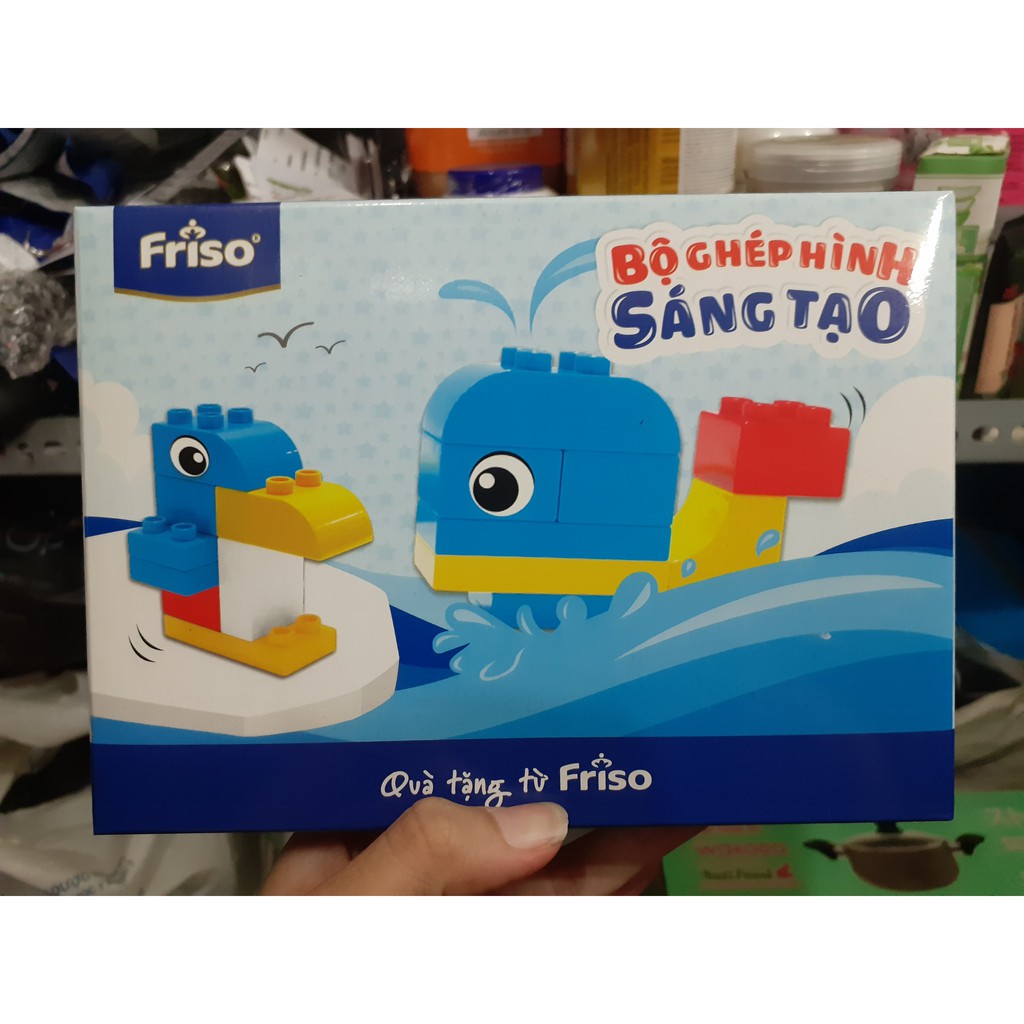 Friso
BỘ GHÉP HÌNH
SÁNG TẠO
Quà tặng từ Friso